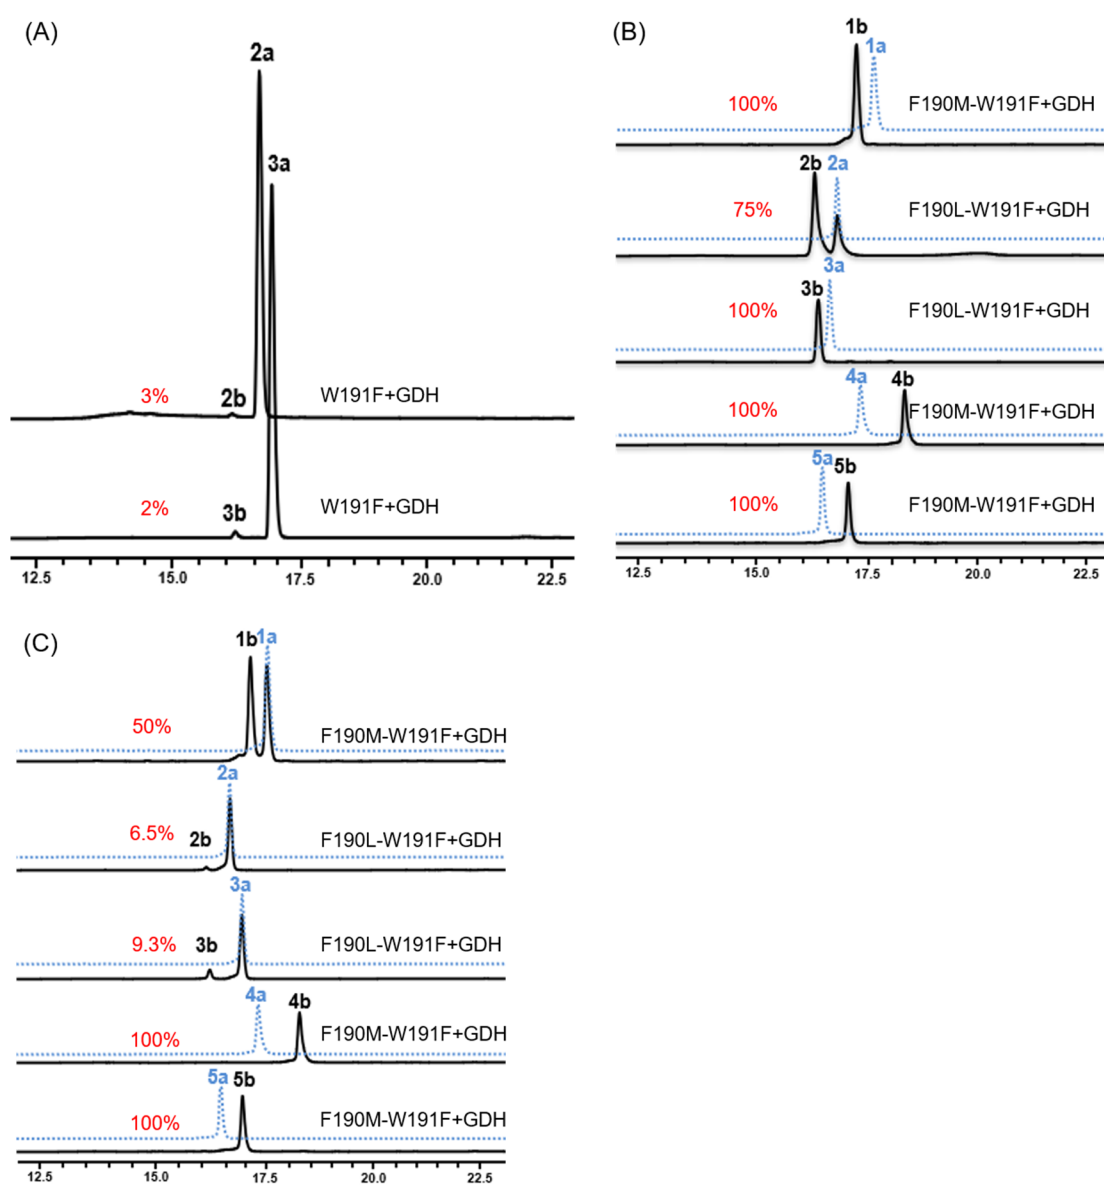 (A)
2a
3a
3%
2b
W191F+GDH
2%
3b
W191F+GDH
12.5 15.0 17.5 20.0 22.5
(B)
1b
1a
100%
F190M-W191F+GDH
2b 2a
75%
F190L-W191F+GDH
3a
3b
100%
F190L-W191F+GDH
4a 4b
100%
F190M-W191F+GDH
5a 5b
100%
F190M-W191F+GDH
12.5 15.0 17.5 20.0 22.5
(C)
1b 1a
50%
F190M-W191F+GDH
2a
6.5%
2b
F190L-W191F+GDH
3a
9.3%
3b
F190L-W191F+GDH
4a 4b
100%
F190M-W191F+GDH
5a 5b
100%
F190M-W191F+GDH
12.5 15.0 17.5 20.0 22.5